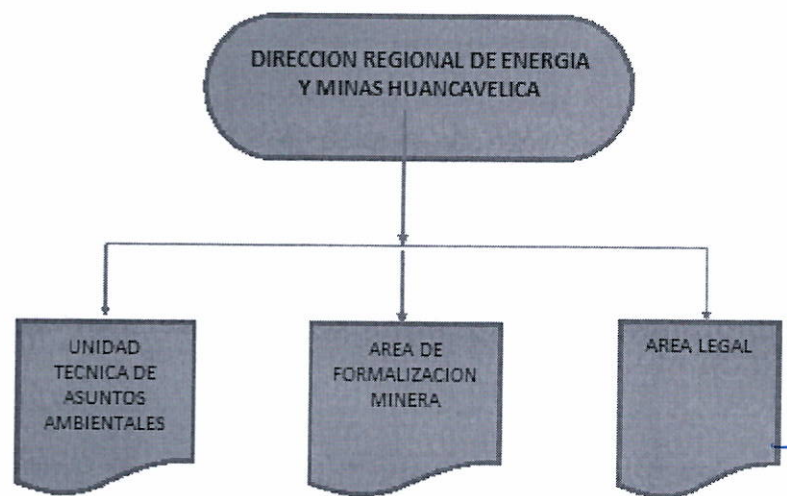 DIRECCION REGIONAL DE ENERGIA
Y MINAS HUANCAVELICA
UNIDAD
TECNICA DE
ASUNTOS
AMBIENTALES
AREA DE
FORMALIZACION
MINERA
AREA LEGAL